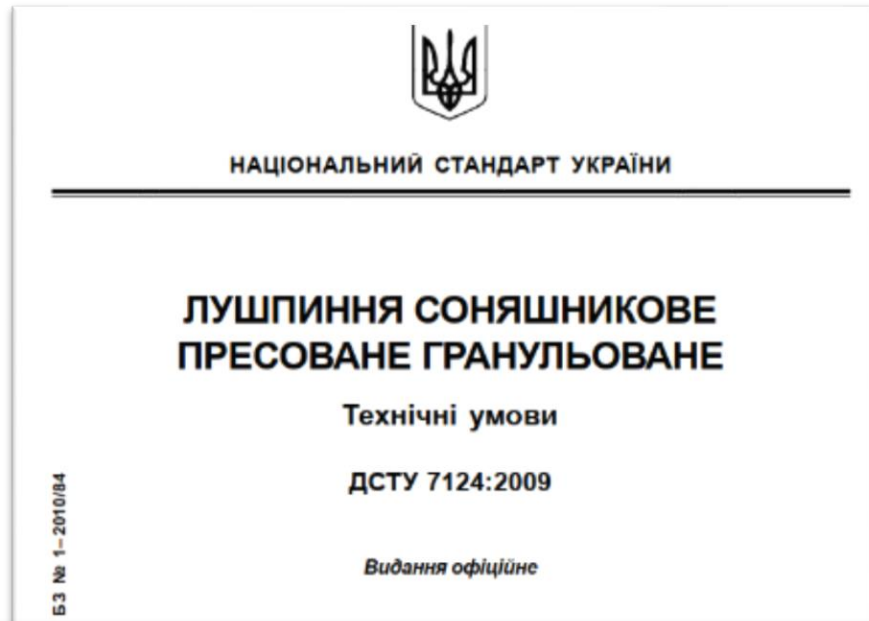 НАЦІОНАЛЬНИЙ СТАНДАРТ УКРАЇНИ
ЛУШПИННЯ СОНЯШНИКОВЕ
ПРЕСОВАНЕ ГРАНУЛЬОВАНЕ
Технічні умови
ДСТУ 7124:2009
Видання офіційне
БЗ № 1–2010/84